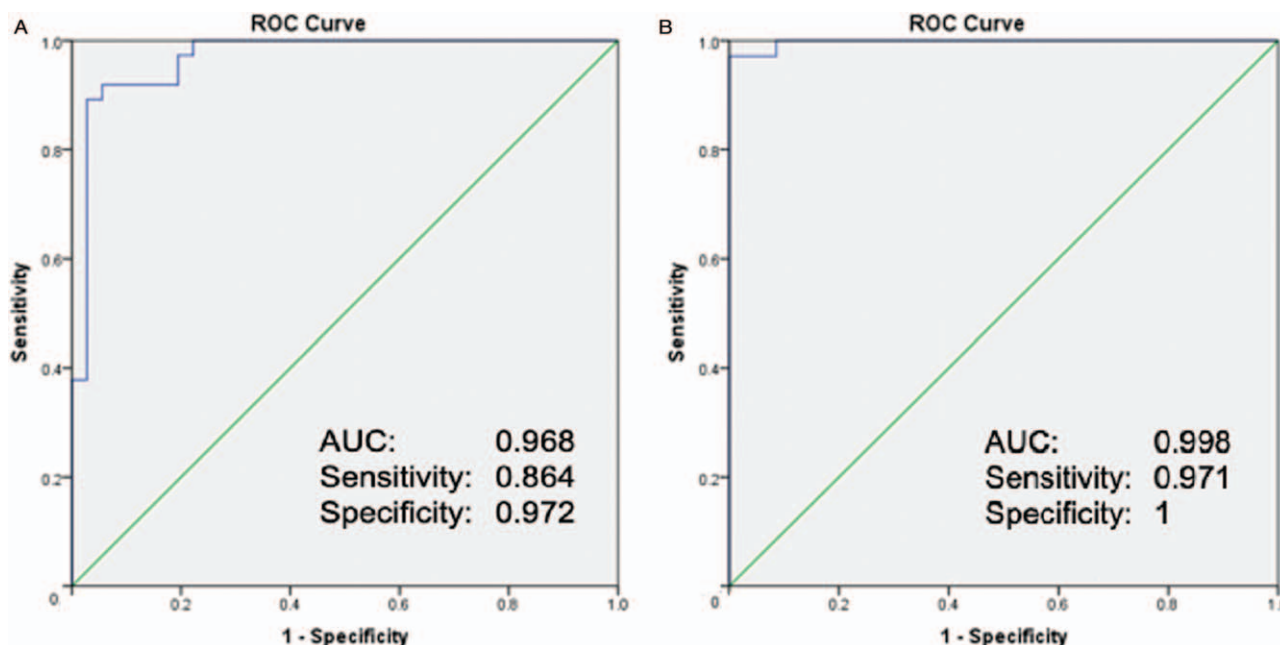 A
ROC Curve
1.0
0.8
0.6
0.4
0.2
0
0.2
0.4
0.6
0.8
1.0
Sensitivity
1 - Specificity
AUC: 0.968
Sensitivity: 0.864
Specificity: 0.972
B
ROC Curve
1.0
0.8
0.6
0.4
0.2
0
0.2
0.4
0.6
0.8
Sensitivity
1 - Specificity
AUC: 0.998
Sensitivity: 0.971
Specificity: 1